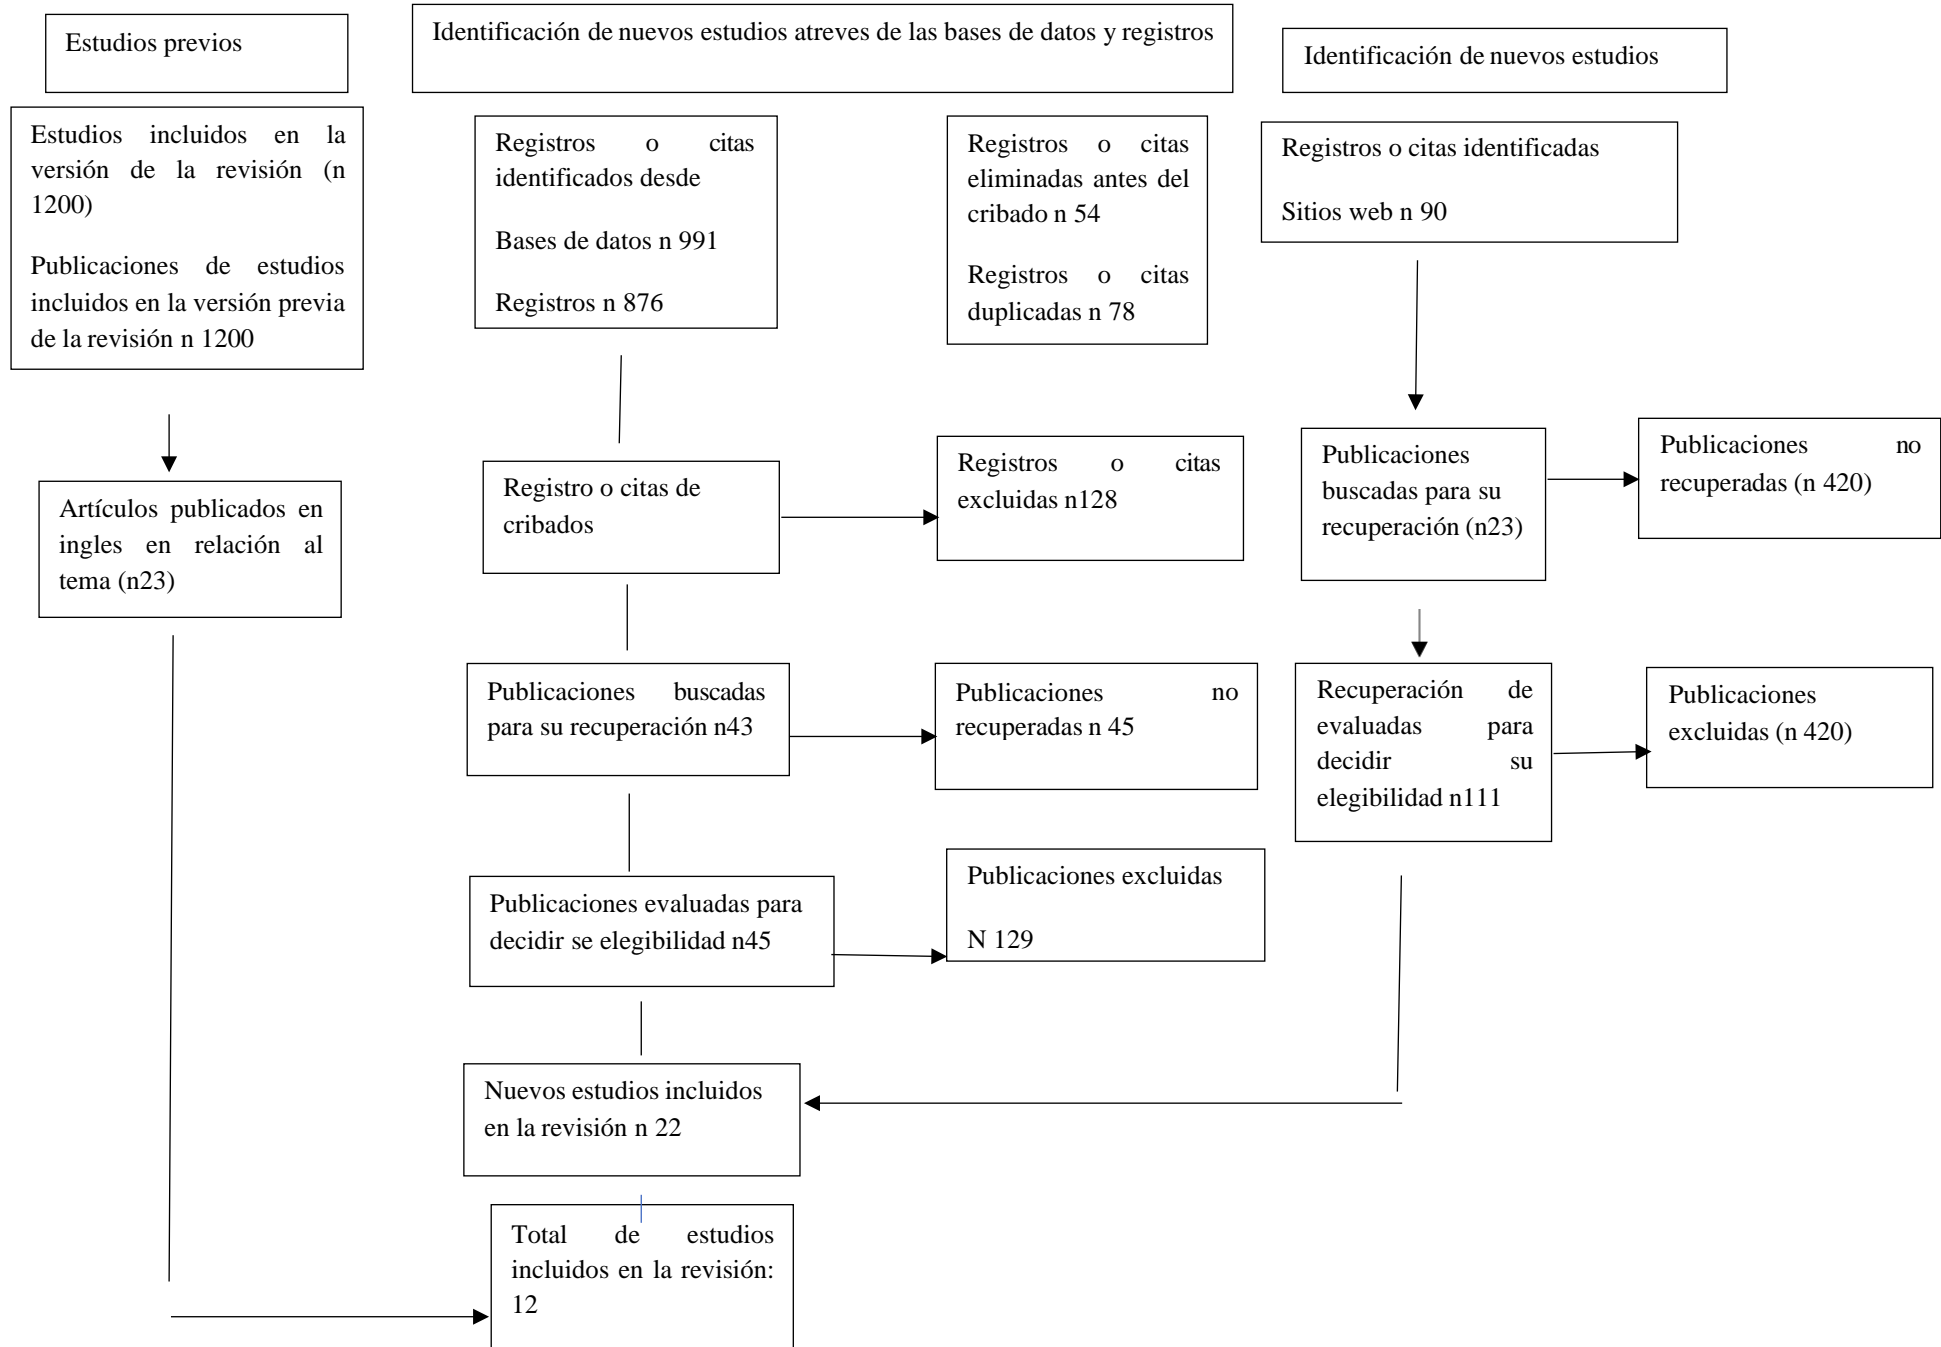 Estudios previos
Identificación de nuevos estudios atreves de las bases de datos y registros
Identificación de nuevos estudios
Estudios incluidos en la
versión de la revisión (n
1200)
Publicaciones de estudios
incluidos en la versión previa
de la revisión n 1200
Registros o citas
identificados desde
Bases de datos n 991
Registros n 876
Registros o citas
eliminadas antes del
cribado n 54
Registros o citas
duplicadas n 78
Registros o citas identificadas
Sitios web n 90
Artículos publicados en
ingles en relación al
tema (n23)
Registro o citas de
cribados
Registros o citas
excluidas n128
Publicaciones
buscadas para su
recuperación (n23)
Publicaciones no
recuperadas (n 420)
Publicaciones buscadas
para su recuperación n43
Publicaciones no
recuperadas n 45
Recuperación de
evaluadas para
decidir su
elegibilidad n111
Publicaciones
excluidas (n 420)
Publicaciones evaluadas para
decidir se elegibilidad n45
Publicaciones excluidas
N 129
Nuevos estudios incluidos
en la revisión n 22
Total de estudios
incluidos en la revisión:
12